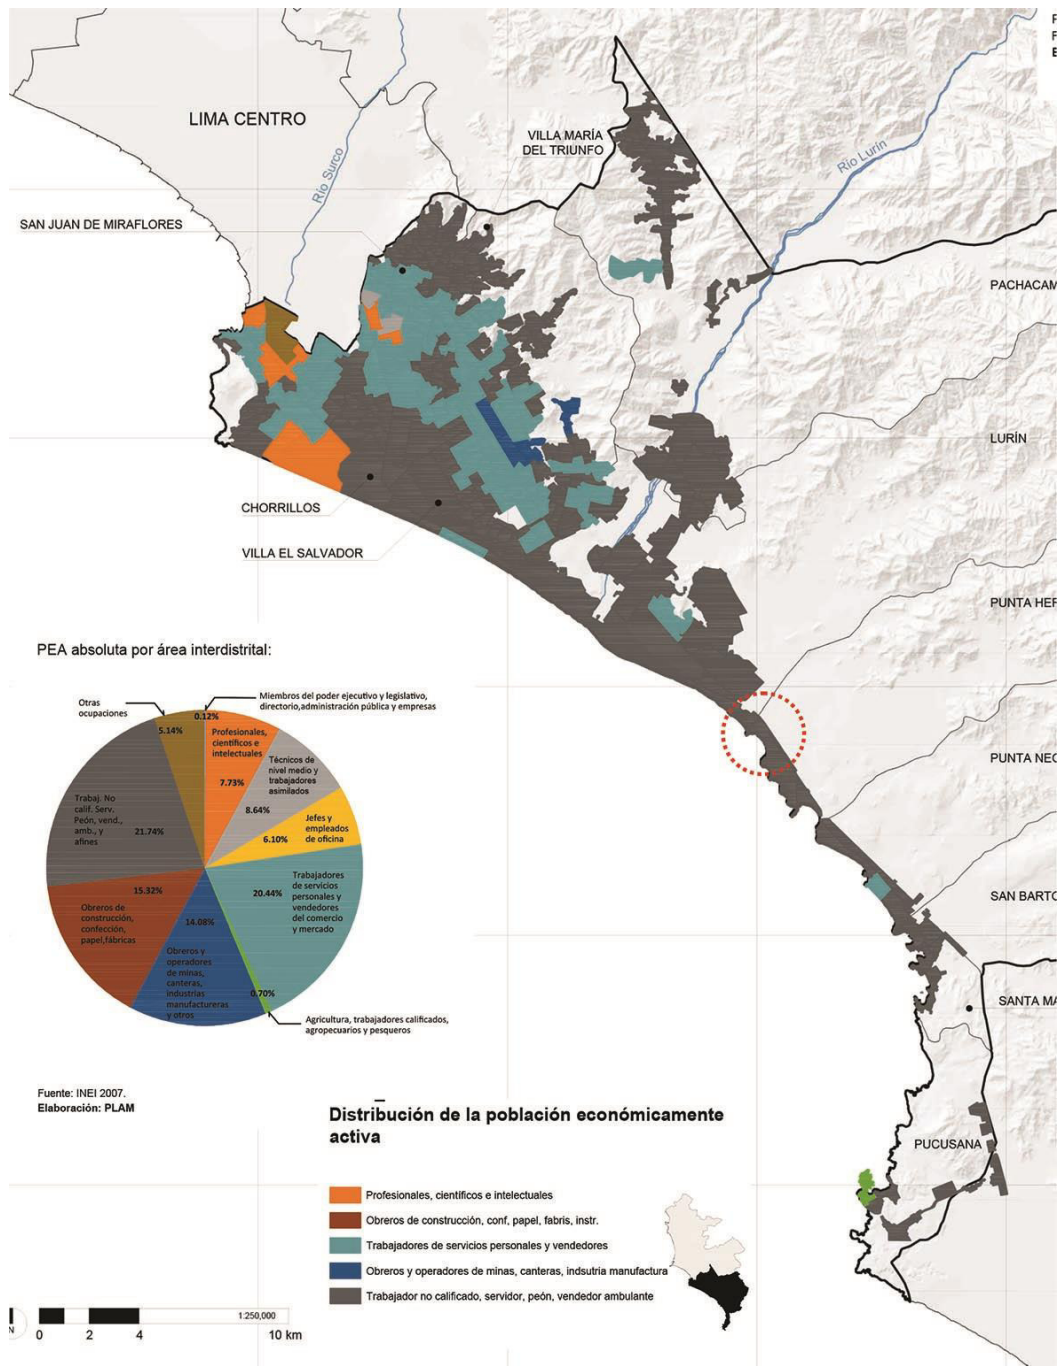 P
F
E
LIMA CENTRO
VILLA MARÍA
DEL TRIUNFO
Río Surco
Río Lurín
SAN JUAN DE MIRAFLORES
PACHACAM
LURÍN
CHORRILLOS
VILLA EL SALVADOR
PUNTA HER
PUNTA NEG
SAN BARTO
SANTA MA
PUCUSANA
PEA absoluta por área interdistrital:
Otras
ocupaciones
5.14%
Miembros del poder ejecutivo y legislativo,
directorio,administración pública y empresas
0.12%
Profesionales,
científicos e
intelectuales
7.73%
Técnicos de
nivel medio y
trabajadores
asimilados
8.64%
Jefes y
empleados
de oficina
6.10%
Trabajadores
de servicios
personales y
vendedores
del comercio
y mercado
20.44%
0.70%
Agricultura, trabajadores calificados,
agropecuarios y pesqueros
14.08%
Obreros y
operadores
de minas,
canteras,
industrias
manufactureras
y otros
15.32%
Obreros de
construcción,
confección,
papel,fábricas
Trabaj. No
calif. Serv.
Peón, vend.,
amb., y
afines
21.74%
Fuente: INEI 2007.
Elaboración: PLAM
Distribución de la población económicamente
activa
Profesionales, científicos e intelectuales
Obreros de construcción, conf, papel, fabris, instr.
Trabajadores de servicios personales y vendedores
Obreros y operadores de minas, canteras, indsutria manufactura
Trabajador no calificado, servidor, peón, vendedor ambulante
N
1:250,000
0 2 4 10 km